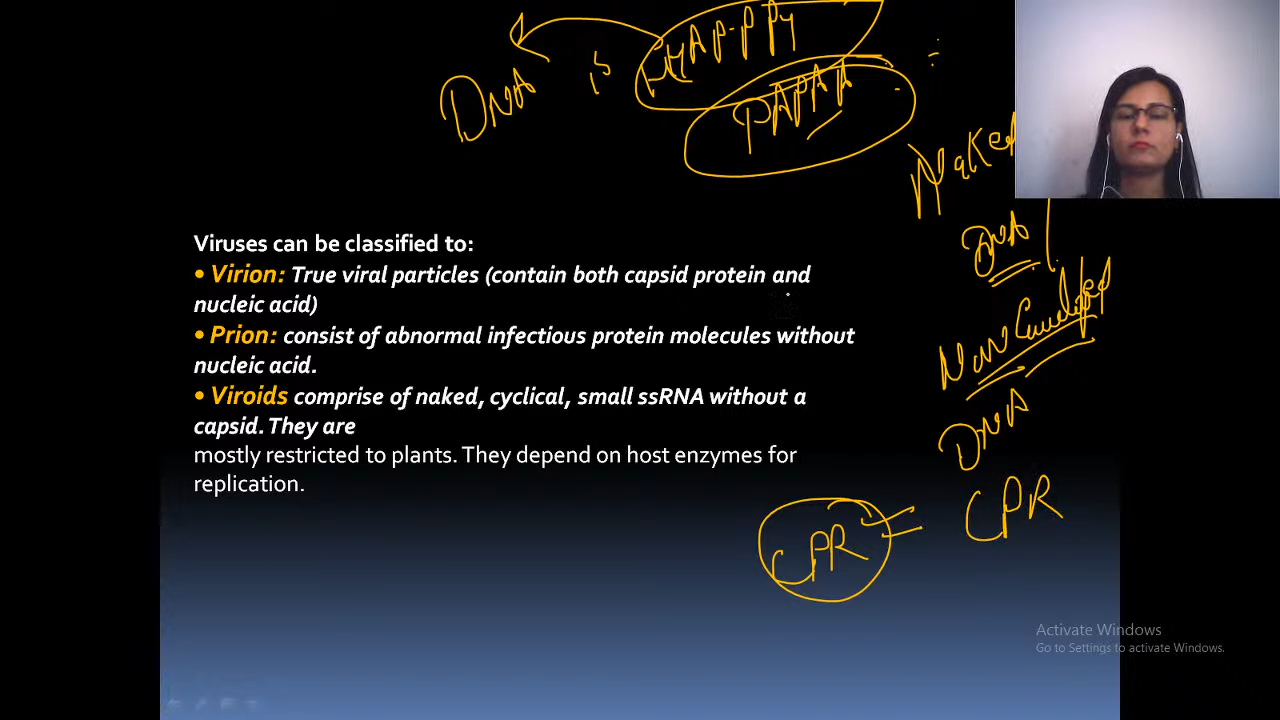 DNA is HHAP-PPY
PAPAA
Naked
DNA
Non Enveloped
DNA
CPR
CPR =
Viruses can be classified to:
• Virion: True viral particles (contain both capsid protein and
nucleic acid)
• Prion: consist of abnormal infectious protein molecules without
nucleic acid.
• Viroids comprise of naked, cyclical, small ssRNA without a
capsid. They are
mostly restricted to plants. They depend on host enzymes for
replication.
Activate Windows
Go to Settings to activate Windows.